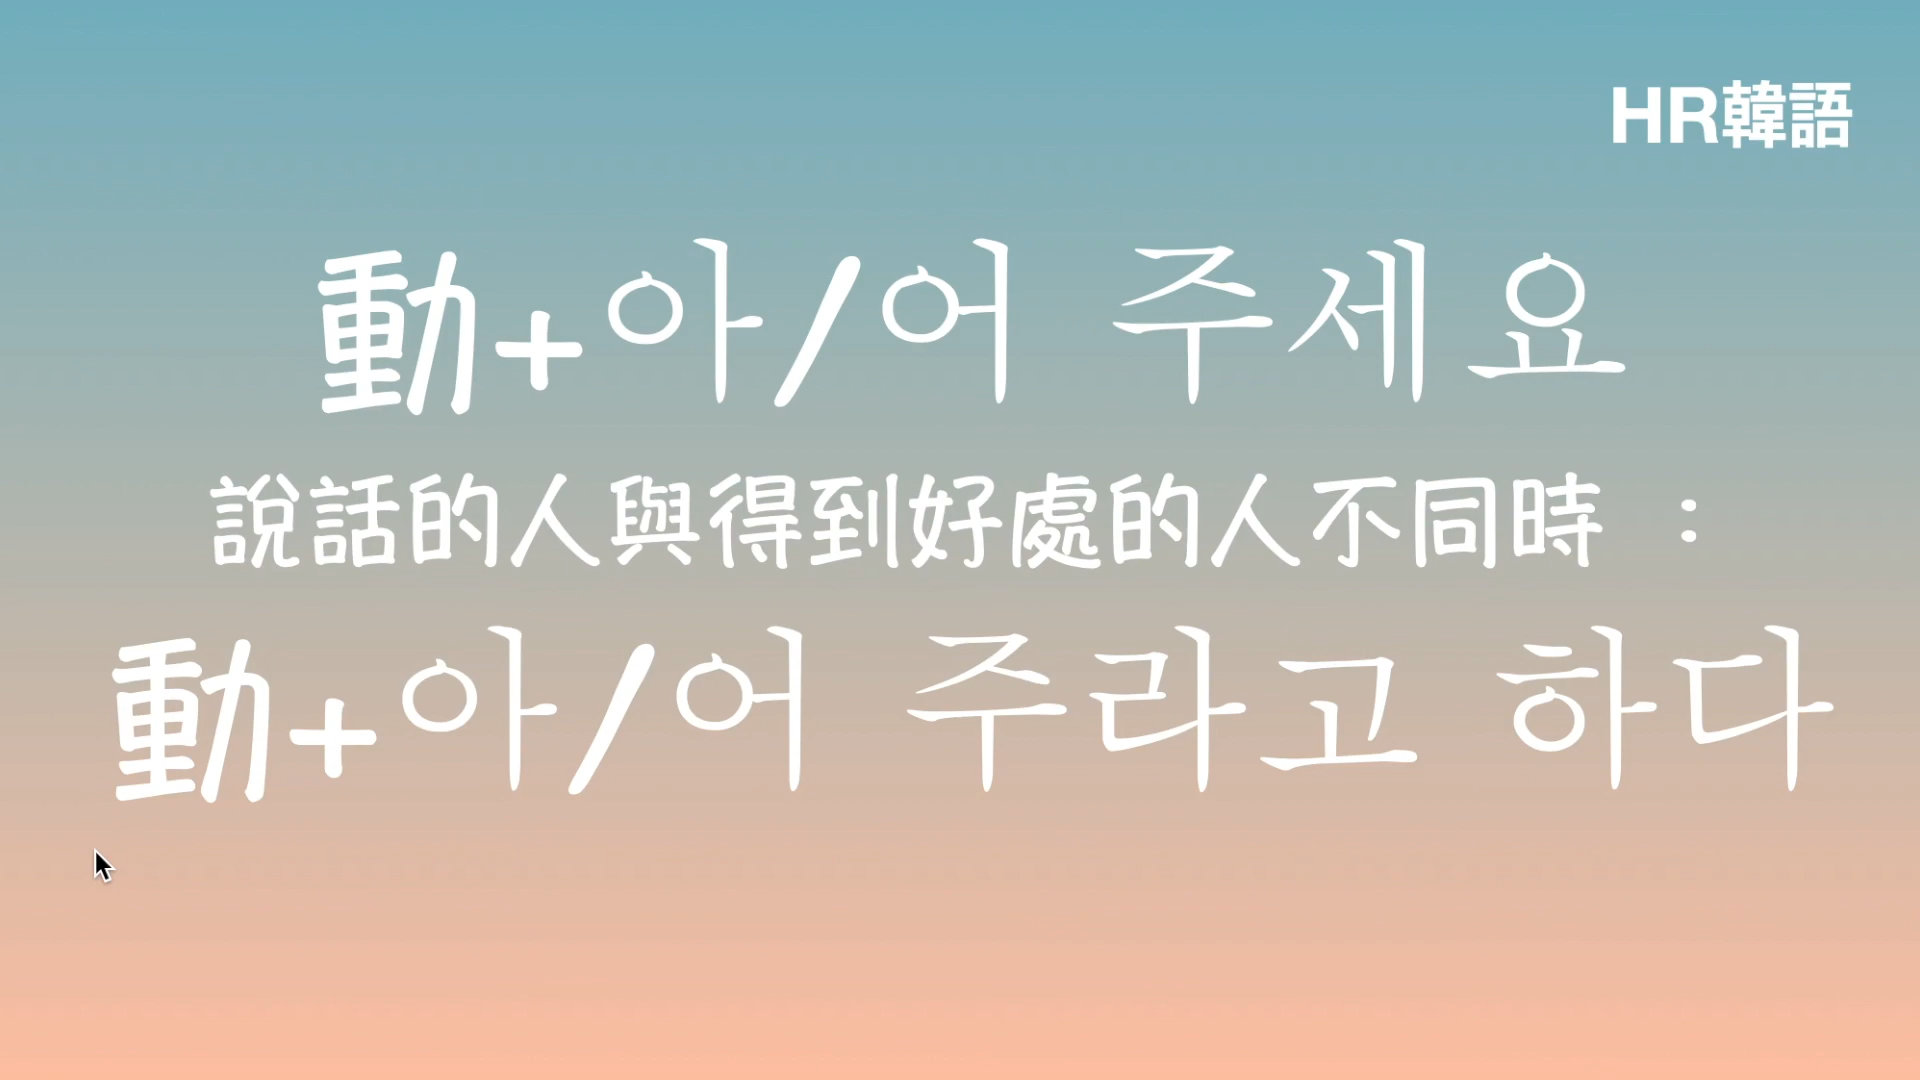 HR韓語
動+아/어 주세요
說話的人與得到好處的人不同時 :
動+아/어 주라고 하다